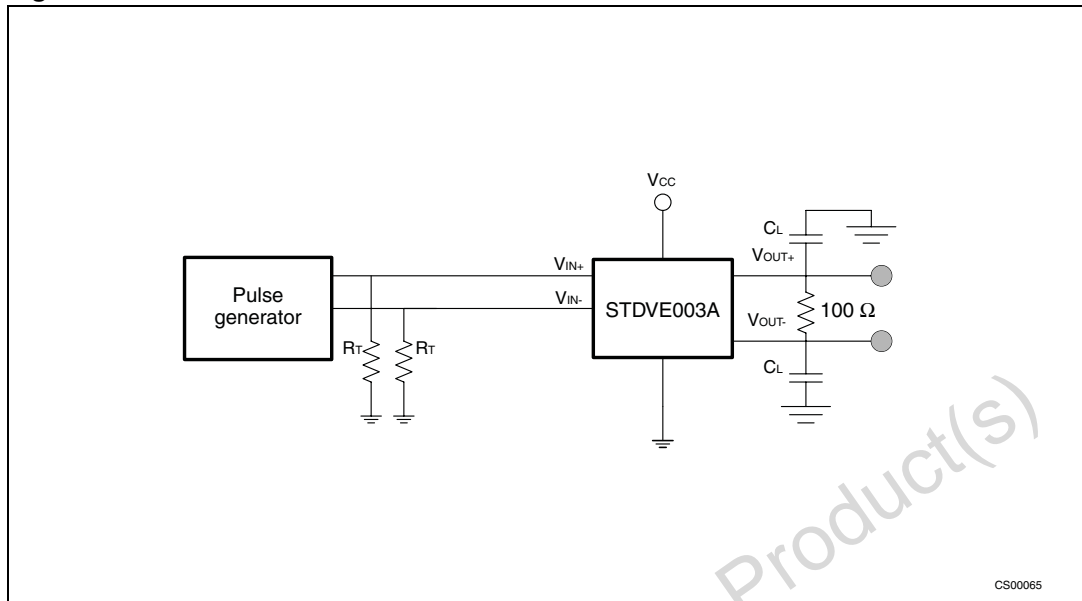 VCC
CL
VOUT+
VIN+
Pulse
generator
STDVE003A
100 Ω
VIN-
VOUT-
RT
RT
CL
Product(s)
CS00065